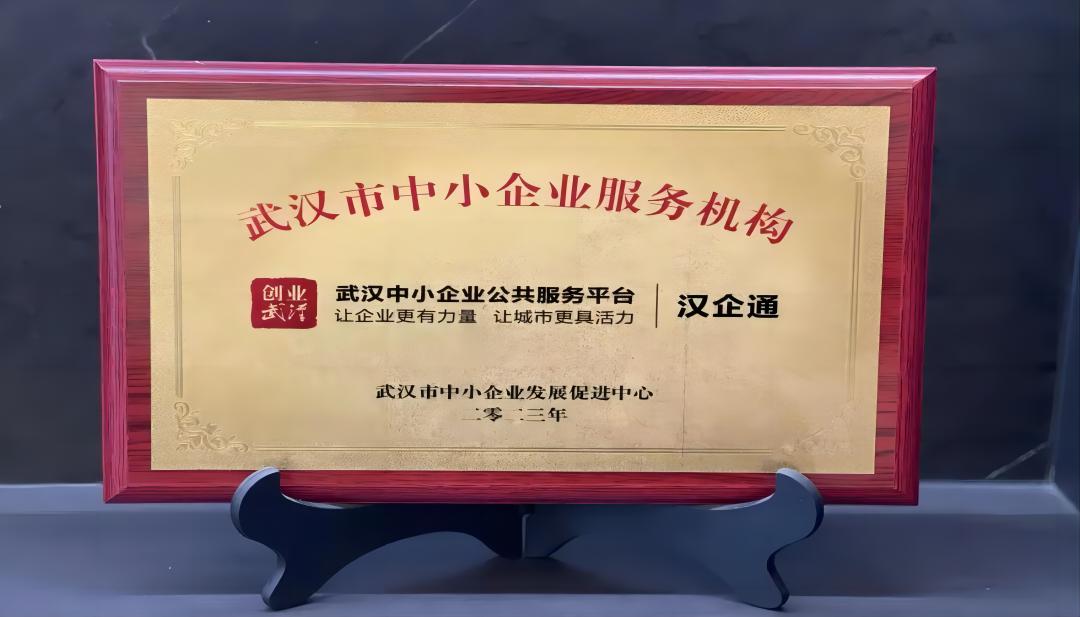 武汉市中小企业服务机构
创业
武汉
武汉中小企业公共服务平台
让企业更有力量 让城市更具活力
汉企通
武汉市中小企业发展促进中心
二零二三年